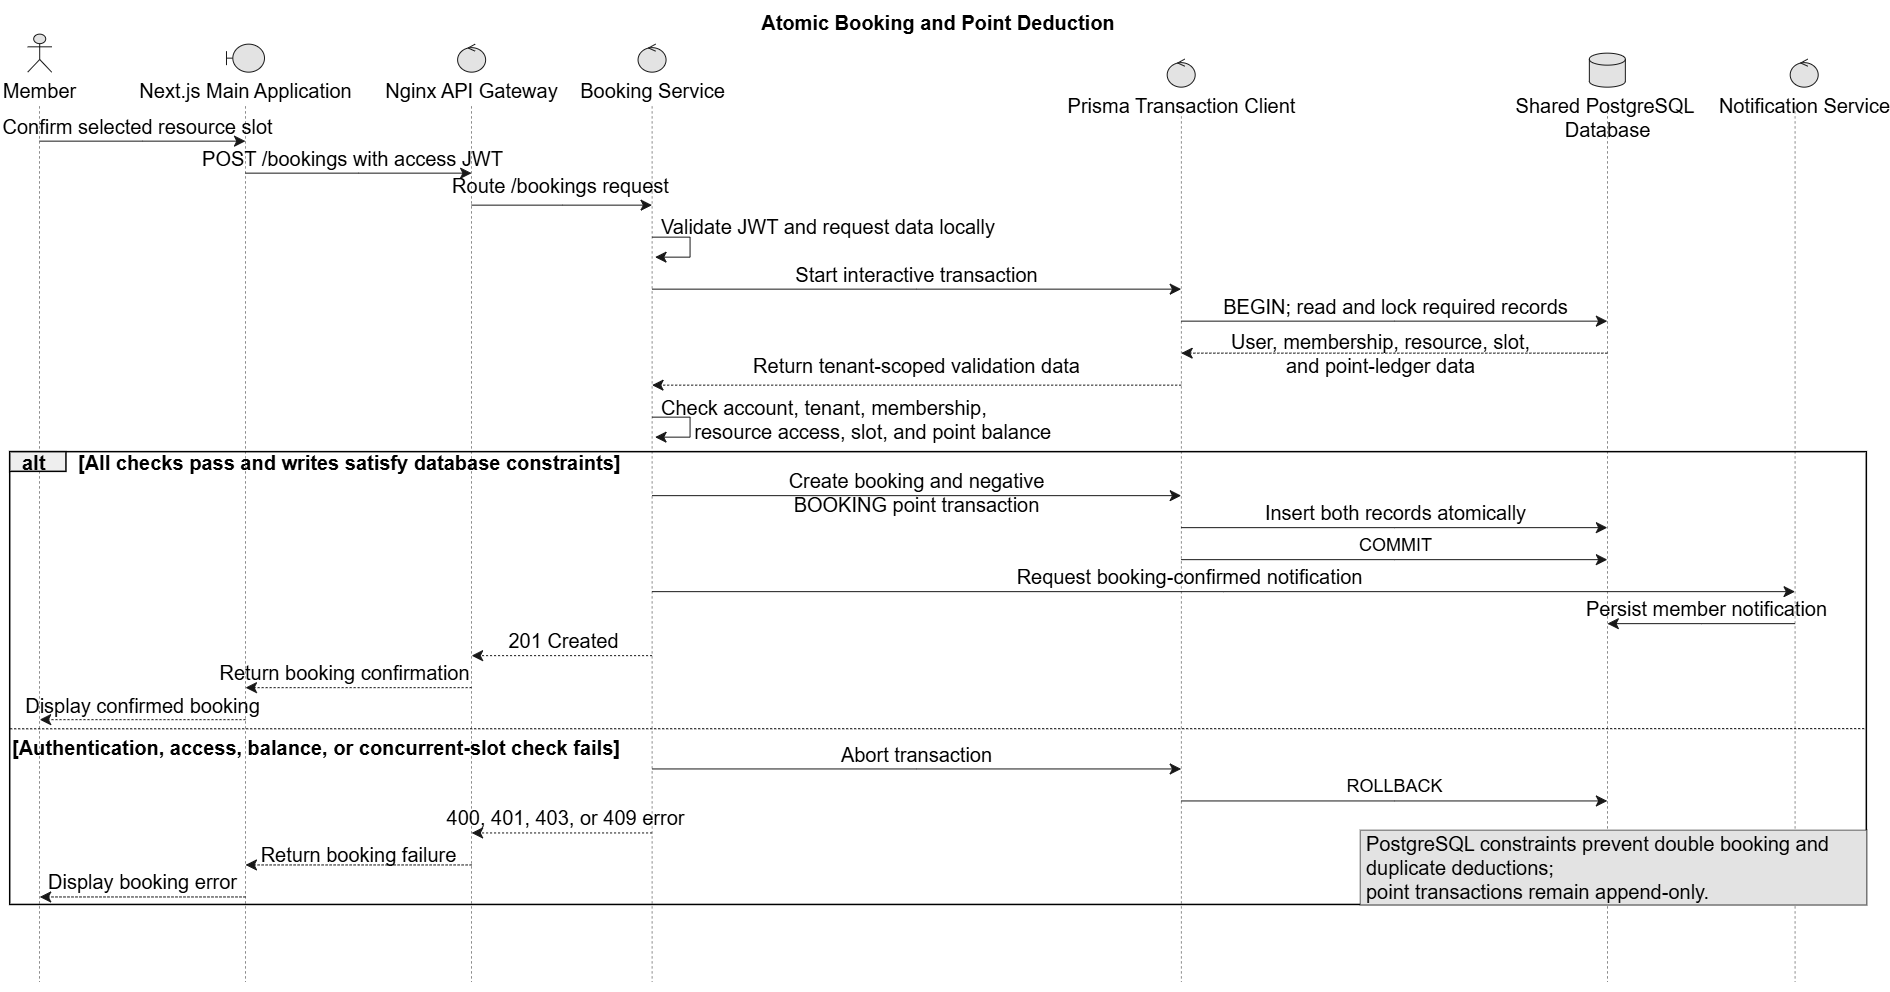 Atomic Booking and Point Deduction
Member
Next.js Main Application
Nginx API Gateway
Booking Service
Prisma Transaction Client
Shared PostgreSQL
Database
Notification Service
Confirm selected resource slot
POST /bookings with access JWT
Route /bookings request
Validate JWT and request data locally
Start interactive transaction
BEGIN; read and lock required records
User, membership, resource, slot,
and point-ledger data
Return tenant-scoped validation data
Check account, tenant, membership,
resource access, slot, and point balance
alt
[All checks pass and writes satisfy database constraints]
Create booking and negative
BOOKING point transaction
Insert both records atomically
COMMIT
Request booking-confirmed notification
Persist member notification
201 Created
Return booking confirmation
Display confirmed booking
[Authentication, access, balance, or concurrent-slot check fails]
Abort transaction
ROLLBACK
400, 401, 403, or 409 error
Return booking failure
Display booking error
PostgreSQL constraints prevent double booking and
duplicate deductions;
point transactions remain append-only.